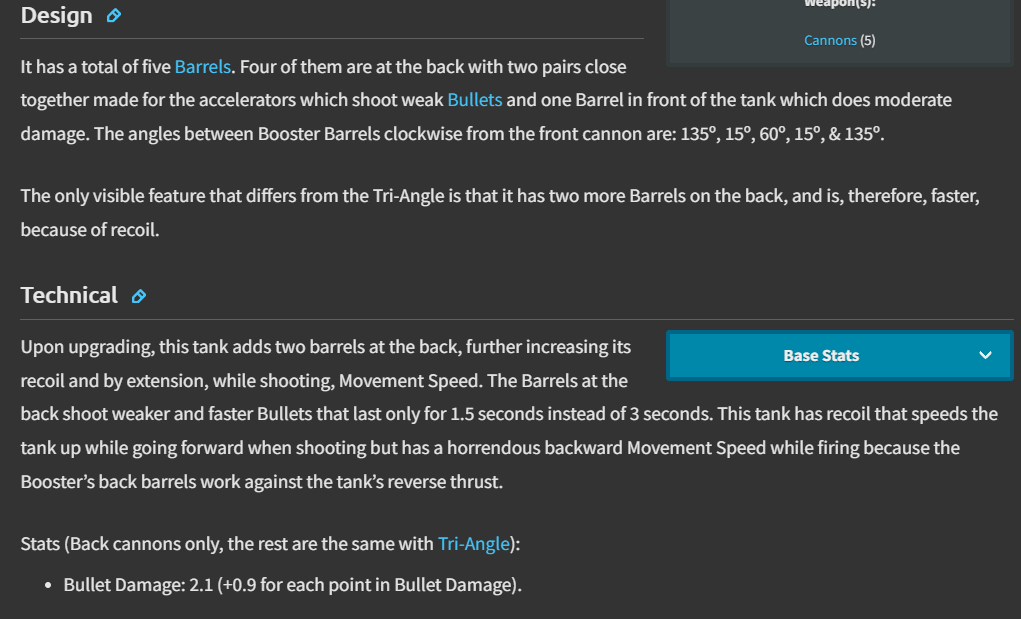 Design
Weapon(s):
Cannons (5)
It has a total of five Barrels. Four of them are at the back with two pairs close
together made for the accelerators which shoot weak Bullets and one Barrel in front of the tank which does moderate
damage. The angles between Booster Barrels clockwise from the front cannon are: 135º, 15º, 60º, 15º, & 135º.
The only visible feature that differs from the Tri-Angle is that it has two more Barrels on the back, and is, therefore, faster,
because of recoil.
Technical
Upon upgrading, this tank adds two barrels at the back, further increasing its
recoil and by extension, while shooting, Movement Speed. The Barrels at the
back shoot weaker and faster Bullets that last only for 1.5 seconds instead of 3 seconds. This tank has recoil that speeds the
tank up while going forward when shooting but has a horrendous backward Movement Speed while firing because the
Booster’s back barrels work against the tank’s reverse thrust.
Base Stats
Stats (Back cannons only, the rest are the same with Tri-Angle):
• Bullet Damage: 2.1 (+0.9 for each point in Bullet Damage).